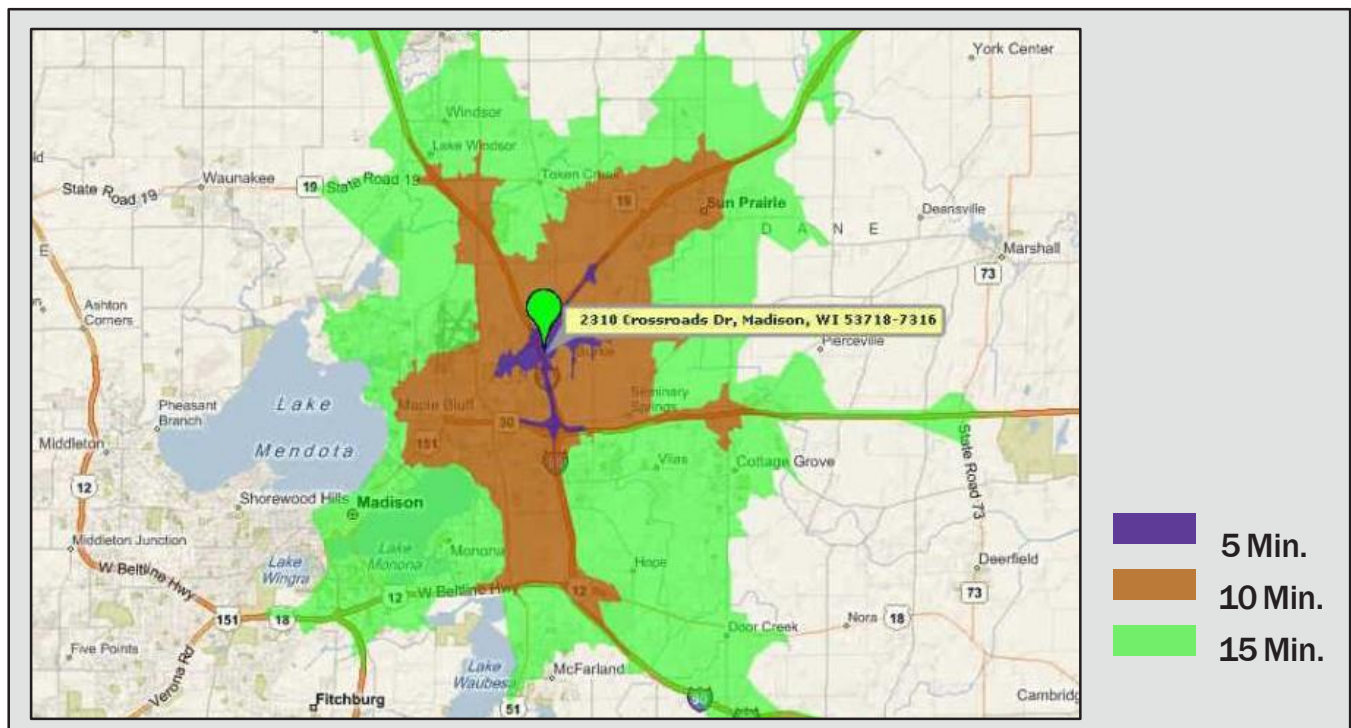 York Center
Windsor
Lake Windsor
Waunakee
State Road 19
19
State Road 19
Token Creek
19
Sun Prairie
Deansville
D A N E
Marshall
73
E
Ashton
Corners
2310 Crossroads Dr, Madison, WI 53718-7316
Burke
Pierceville
Pheasant
Branch
Lake
Mendota
Maple Bluff
30
151
Seminary
Springs
Middleton
12
Shorewood Hills
Madison
Vilas
Cottage Grove
State Road 73
Middleton Junction
W Beltline Hwy
Lake
Wingra
Lake
Monona
Monona
Hope
Deerfield
73
W Beltline Hwy
12
12
151
18
Door Creek
Nora
18
Five Points
Verona Rd
Fitchburg
Lake
Waubesa
McFarland
51
Cambridg
5 Min.
10 Min.
15 Min.